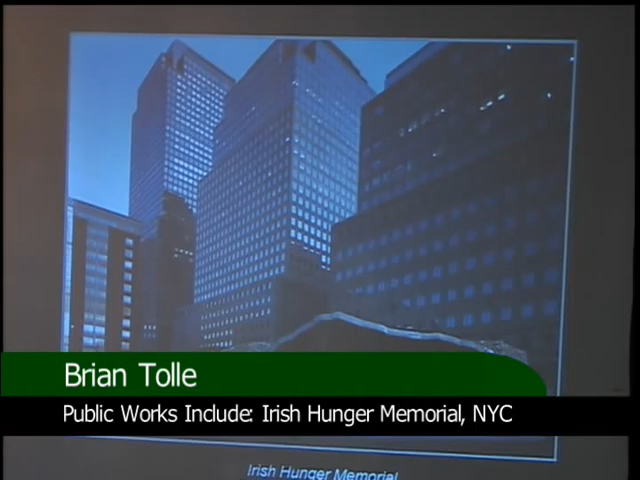 Brian Tolle
Public Works Include: Irish Hunger Memorial, NYC
Irish Hunger Memorial